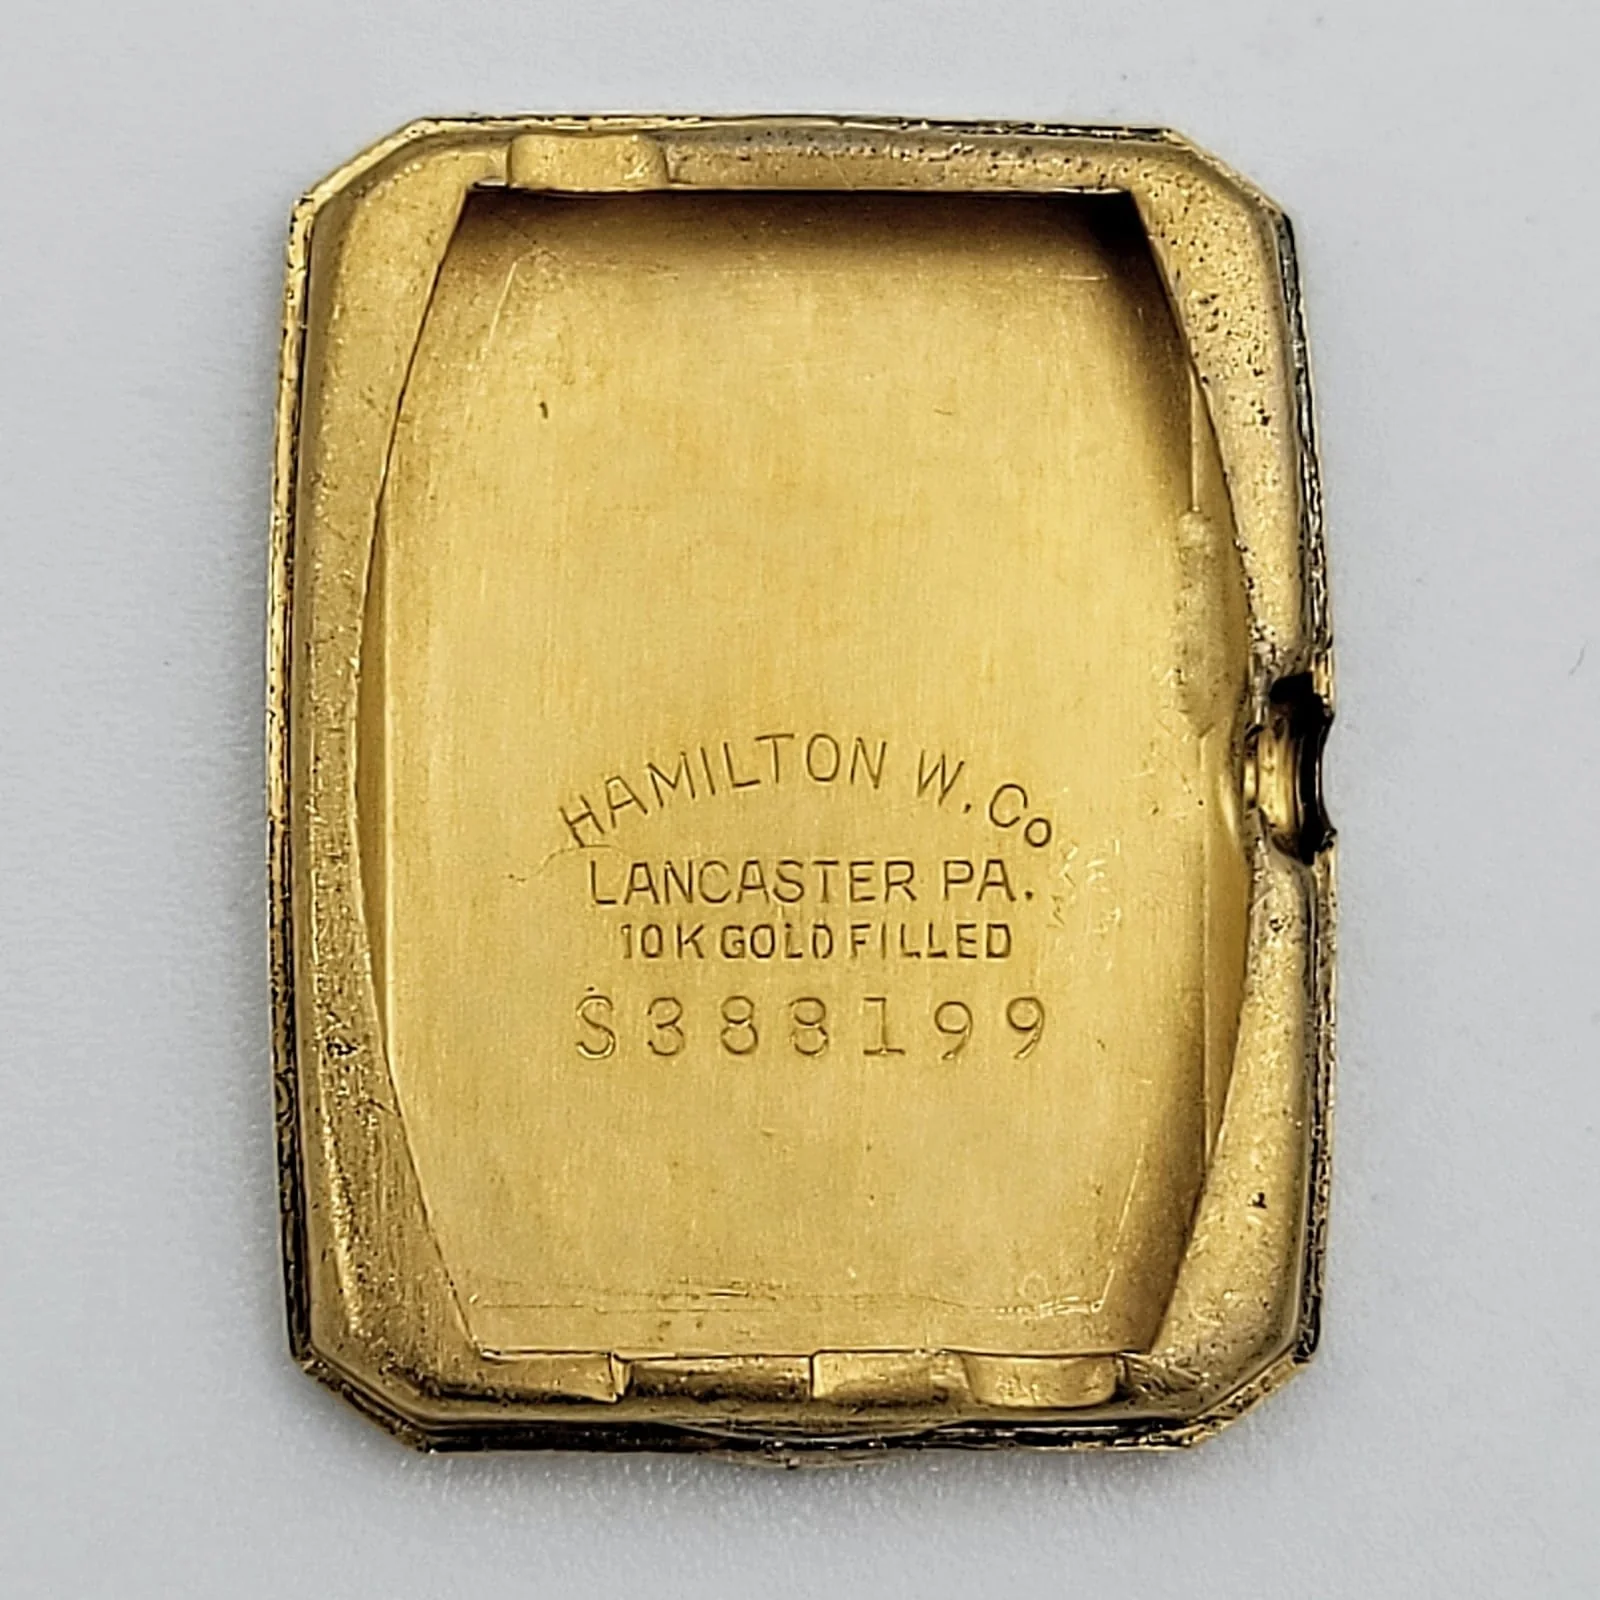 HAMILTON W. Co
LANCASTER PA.
10K GOLD FILLED
S388199